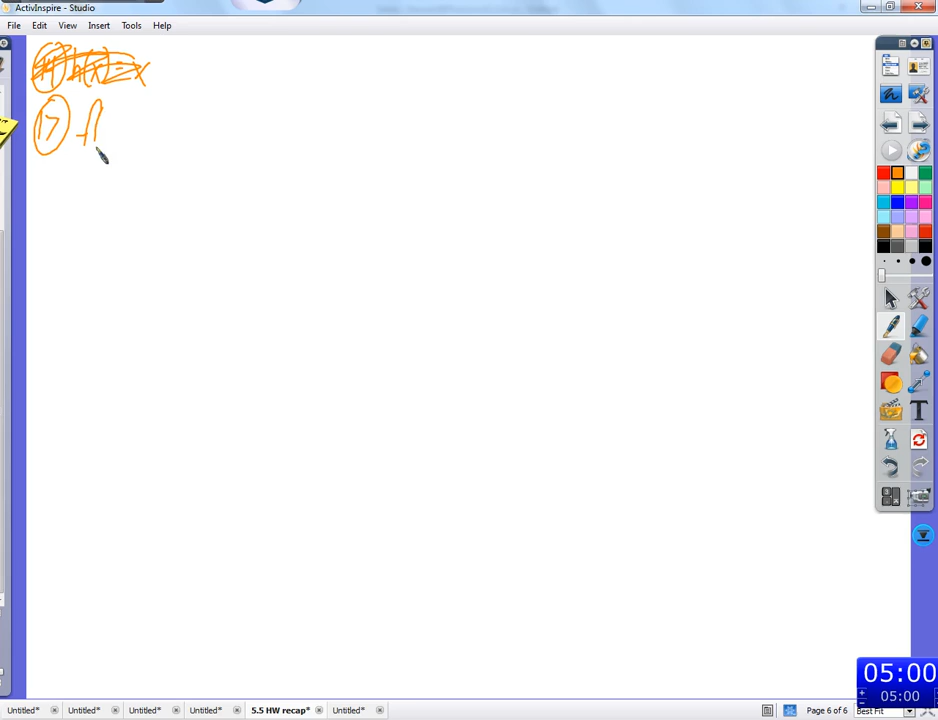 ActivInspire - Studio
File Edit View Insert Tools Help
17 f
05:00
05:00
Untitled* Untitled* Untitled* Untitled* 5.5 HW recap* Untitled* Page 6 of 6 Best Fit